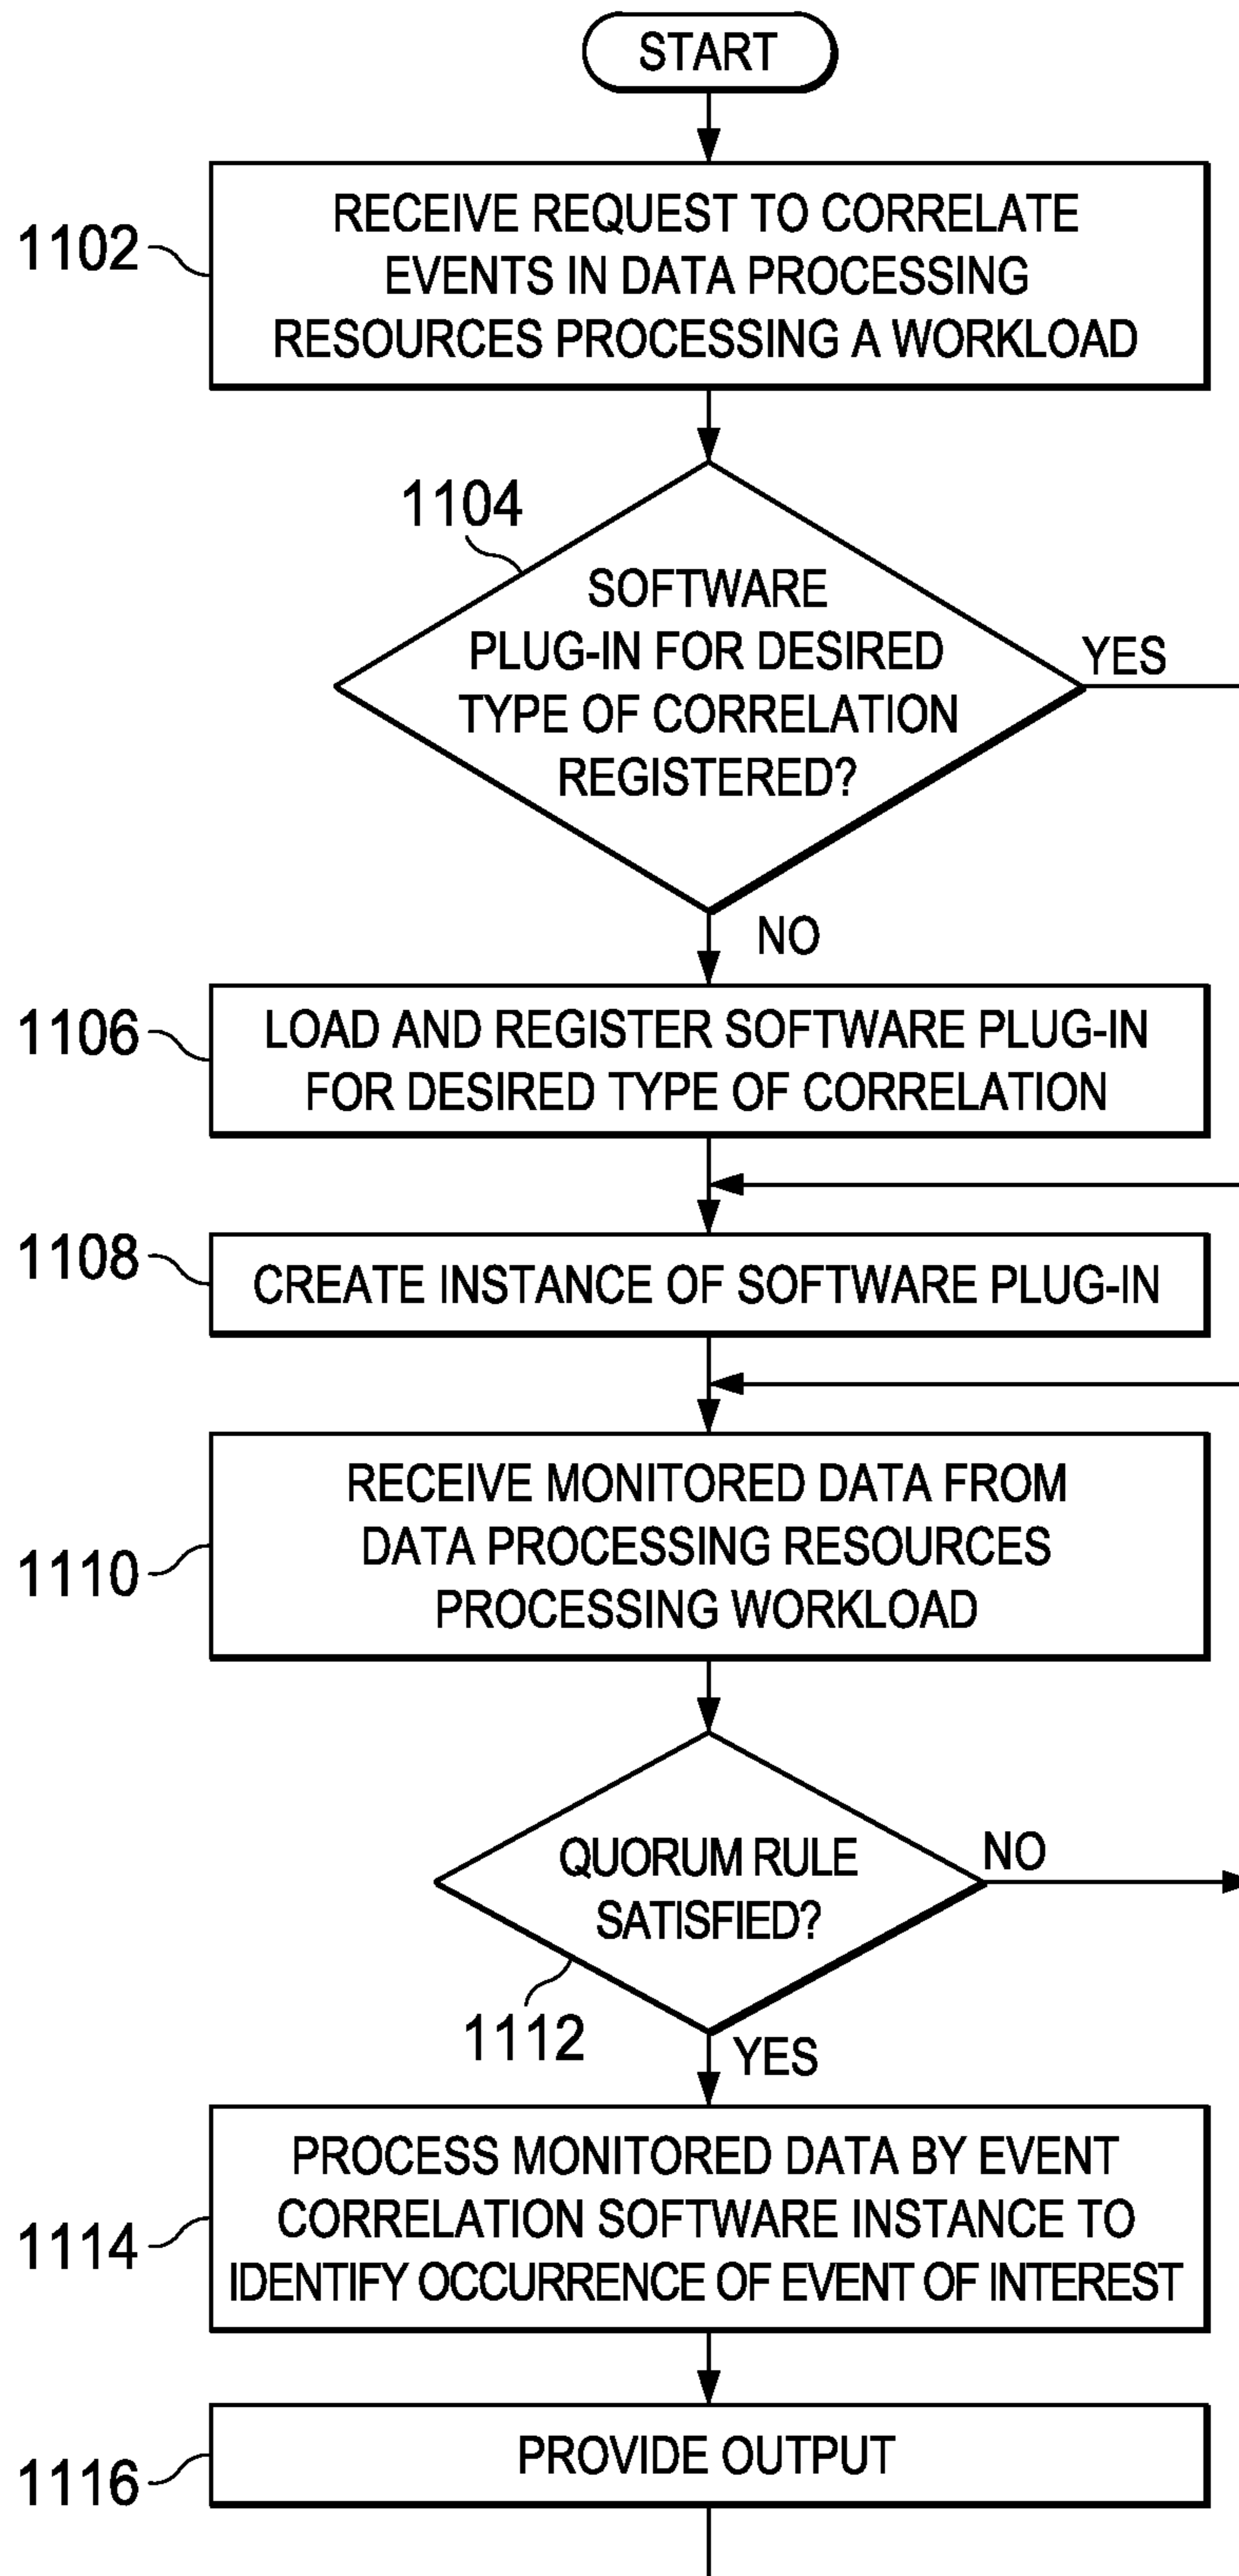 START
1102
RECEIVE REQUEST TO CORRELATE
EVENTS IN DATA PROCESSING
RESOURCES PROCESSING A WORKLOAD
1104
SOFTWARE
PLUG-IN FOR DESIRED
TYPE OF CORRELATION
REGISTERED?
YES
NO
1106
LOAD AND REGISTER SOFTWARE PLUG-IN
FOR DESIRED TYPE OF CORRELATION
1108
CREATE INSTANCE OF SOFTWARE PLUG-IN
1110
RECEIVE MONITORED DATA FROM
DATA PROCESSING RESOURCES
PROCESSING WORKLOAD
QUORUM RULE
SATISFIED?
NO
1112
YES
1114
PROCESS MONITORED DATA BY EVENT
CORRELATION SOFTWARE INSTANCE TO
IDENTIFY OCCURRENCE OF EVENT OF INTEREST
1116
PROVIDE OUTPUT